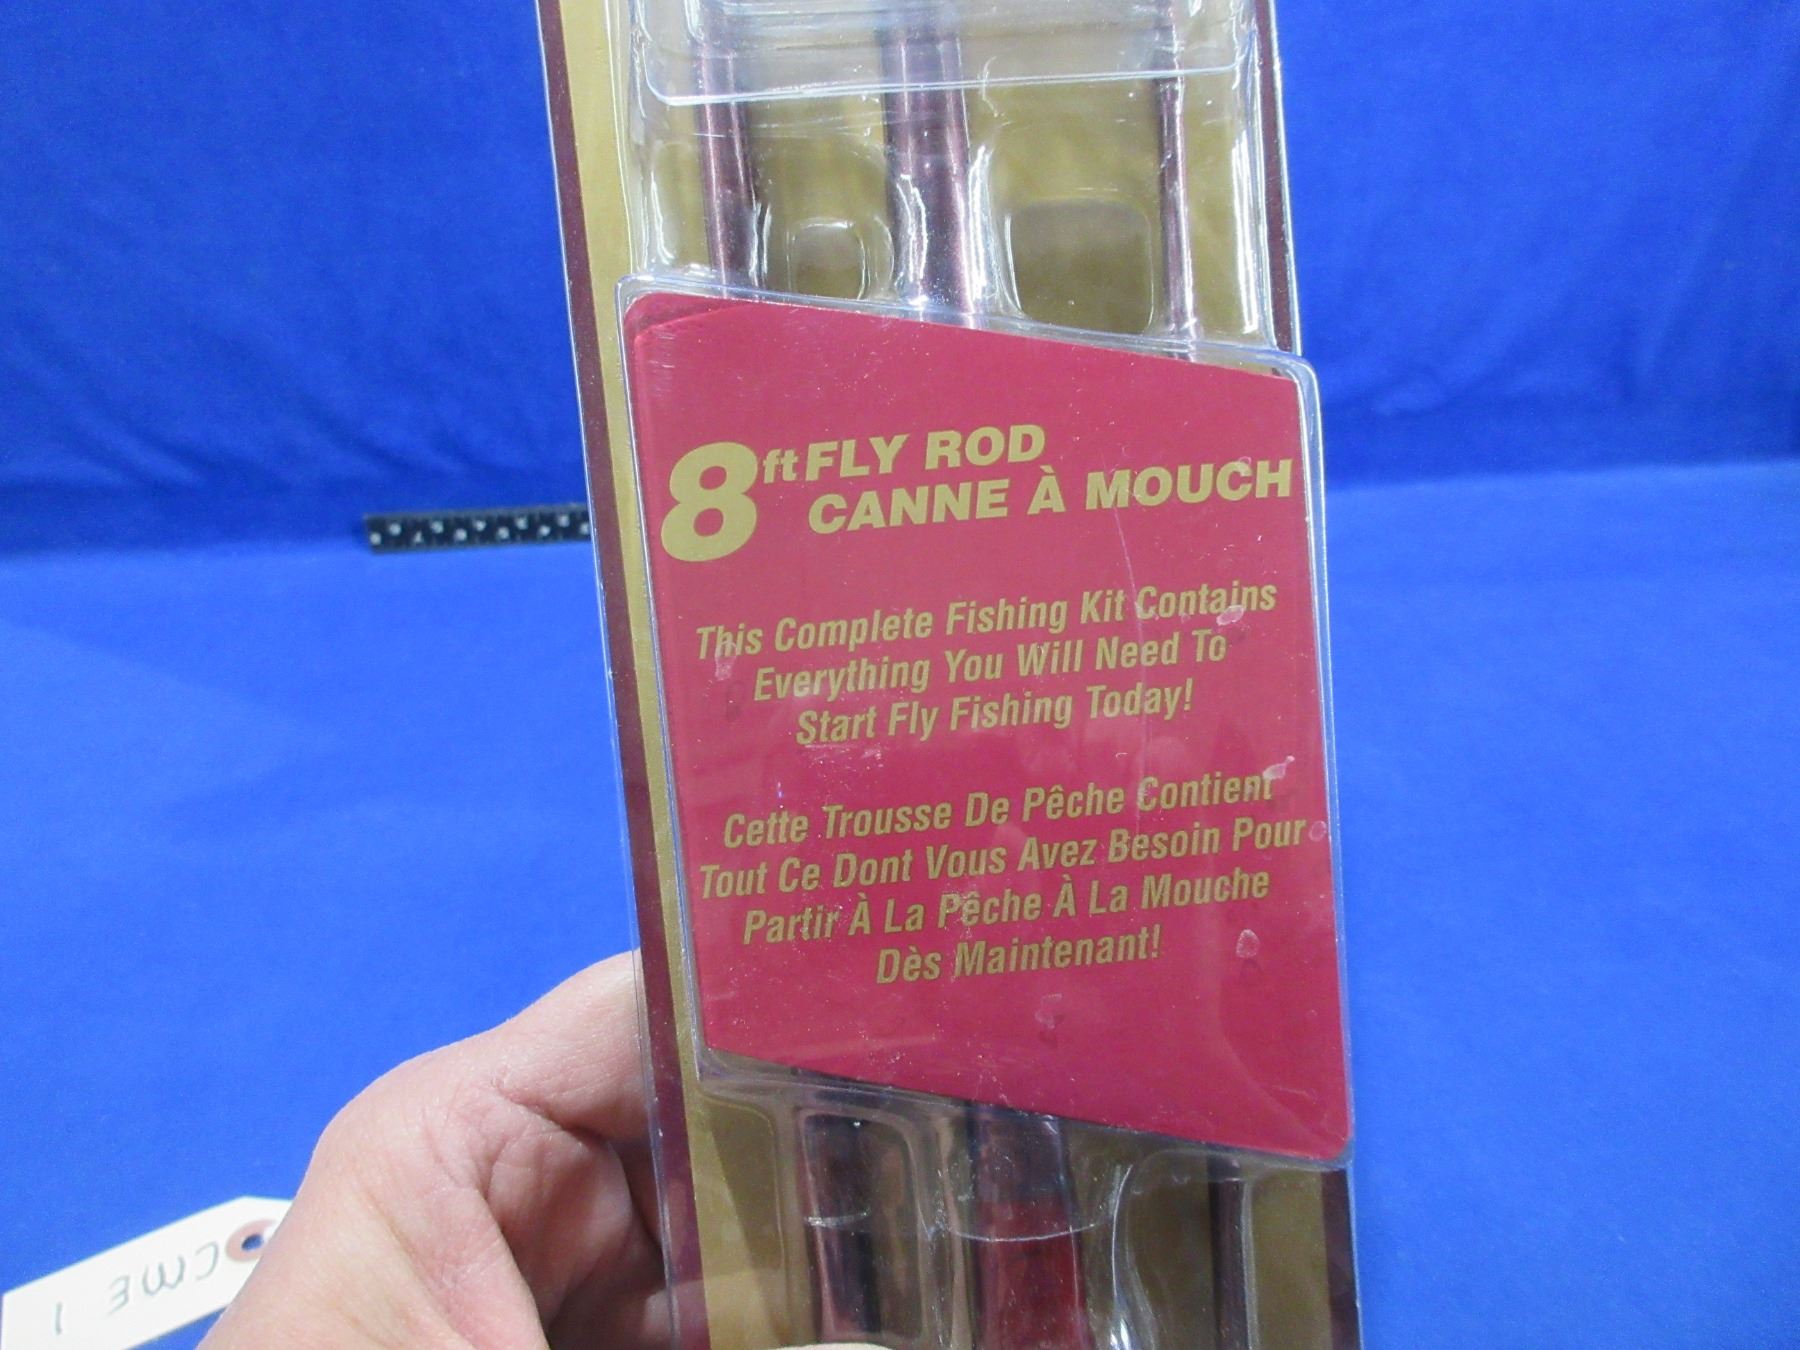 8ft FLY ROD
CANNE À MOUCH
This Complete Fishing Kit Contains
Everything You Will Need To
Start Fly Fishing Today!
Cette Trousse De Pêche Contient
Tout Ce Dont Vous Avez Besoin Pour
Partir À La Pêche À La Mouche
Dès Maintenant!
CME 1